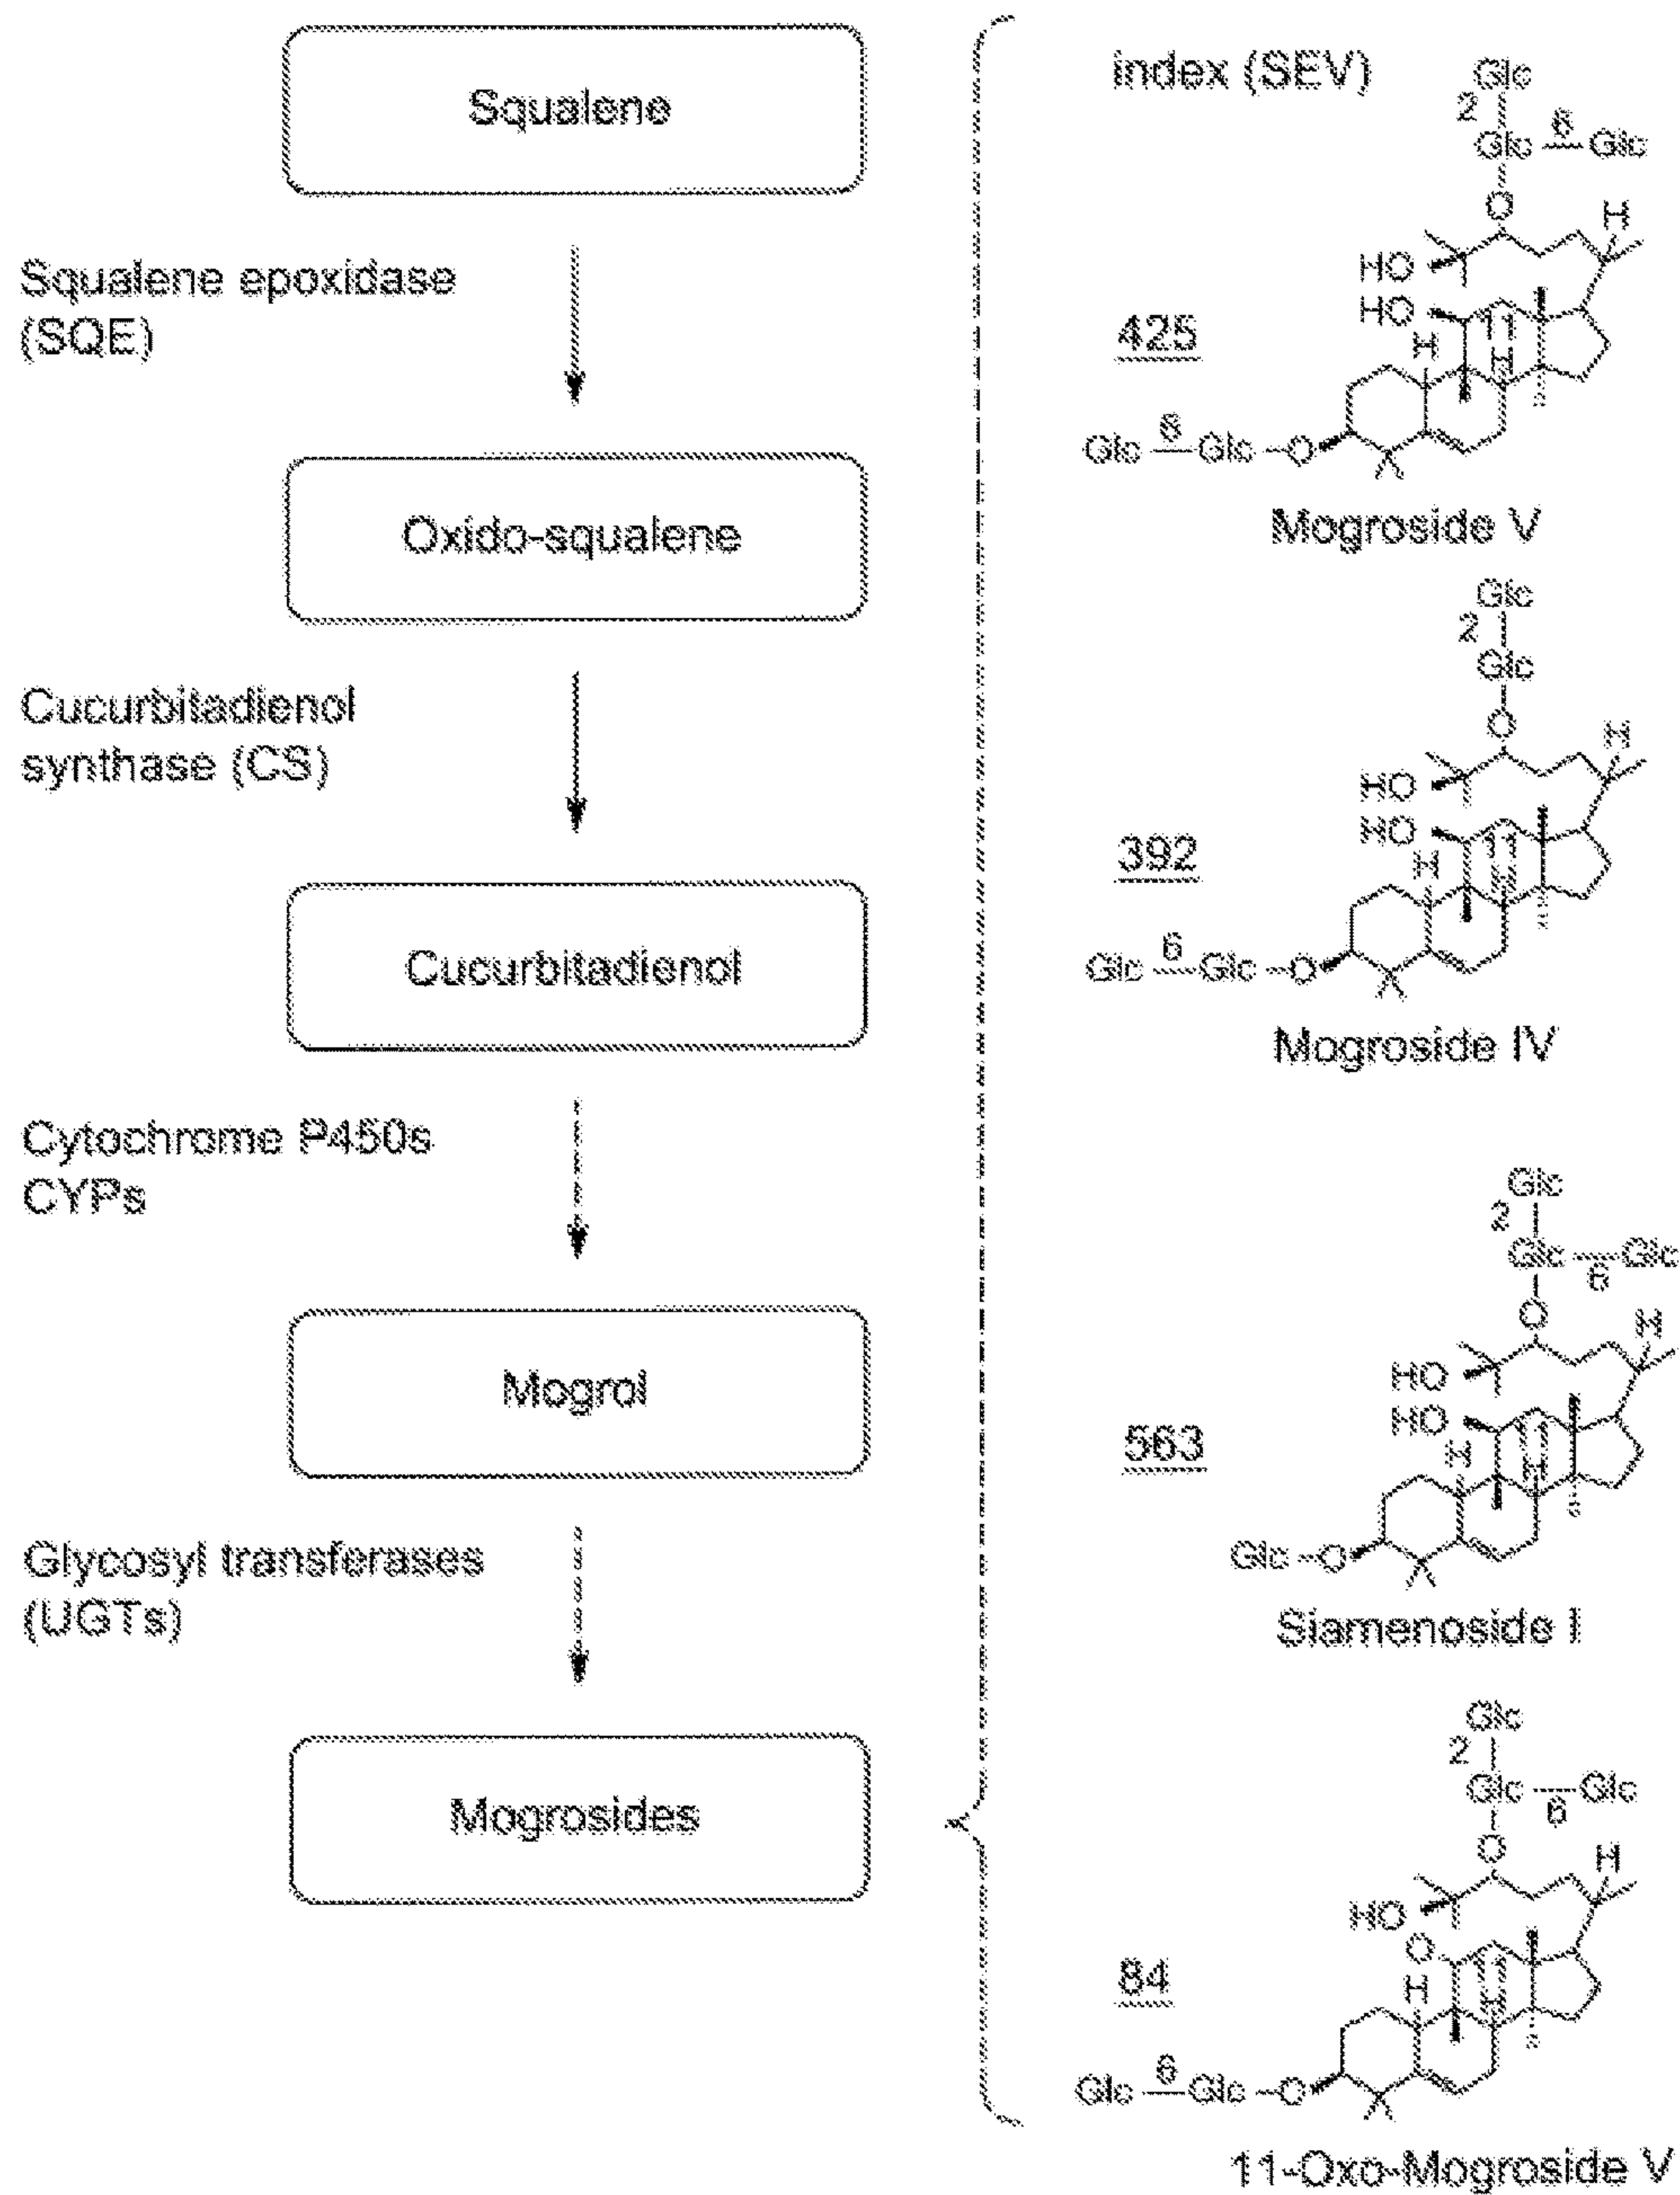 Squalene
Squalene epoxidase
(SQE)
Oxido-squalene
Cucurbitadienol
synthase (CS)
Cucurbitadienol
Cytochrome P450s
CYPs
Mogrol
Glycosyl transferases
(UGTs)
Mogrosides
index (SEV)
Glc
2
Glc 6 Glc
O
H
HO
HO
11
425
H
H
Glc 6 Glc O
Mogroside V
Glc
2
Glc
O
H
HO
HO
11
392
H
H
Glc 6 Glc O
Mogroside IV
Glc
2
Glc 6 Glc
O
H
HO
HO
11
563
H
H
Glc O
Siamenoside I
Glc
2
Glc 6 Glc
O
H
HO
O
11
84
H
H
Glc 6 Glc O
11-Oxo-Mogroside V